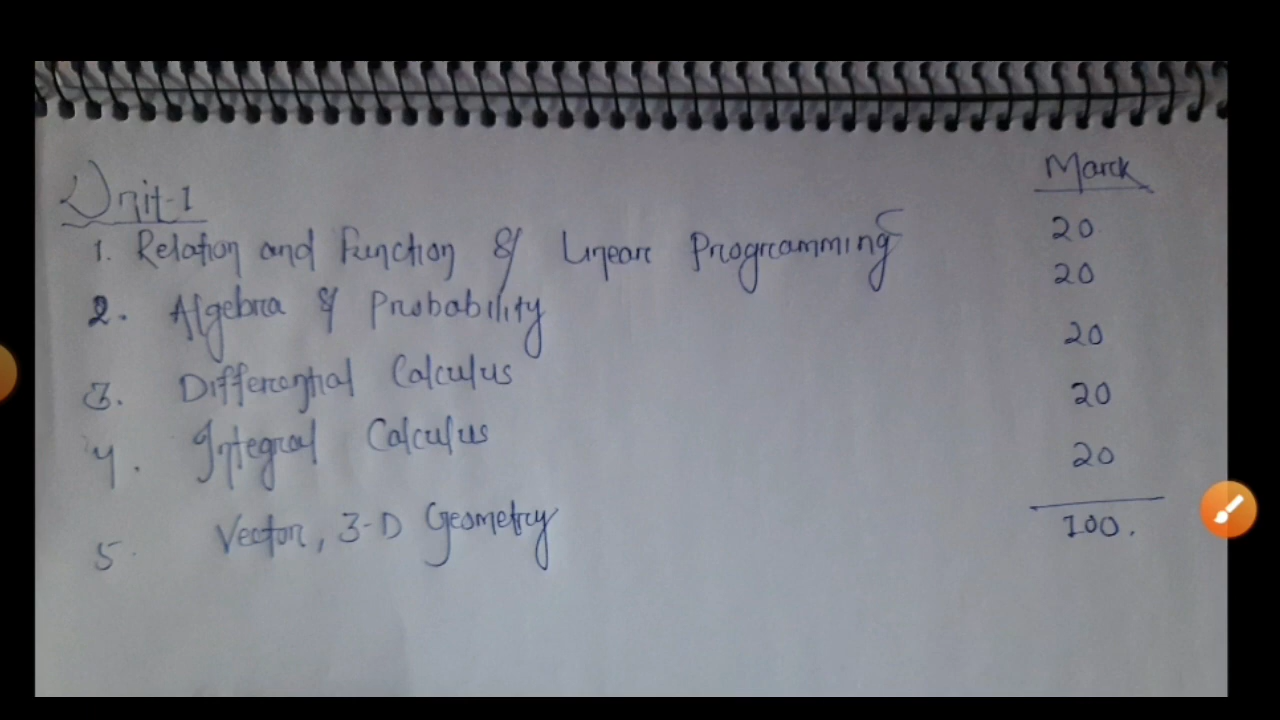 Marck
Unit-1
1. Relation and Function & Linear Programming 20
2. Algebra & Probability 20
3. Differential Calculus 20
4. Integral Calculus 20
5. Vector, 3-D Geometry 20
100.